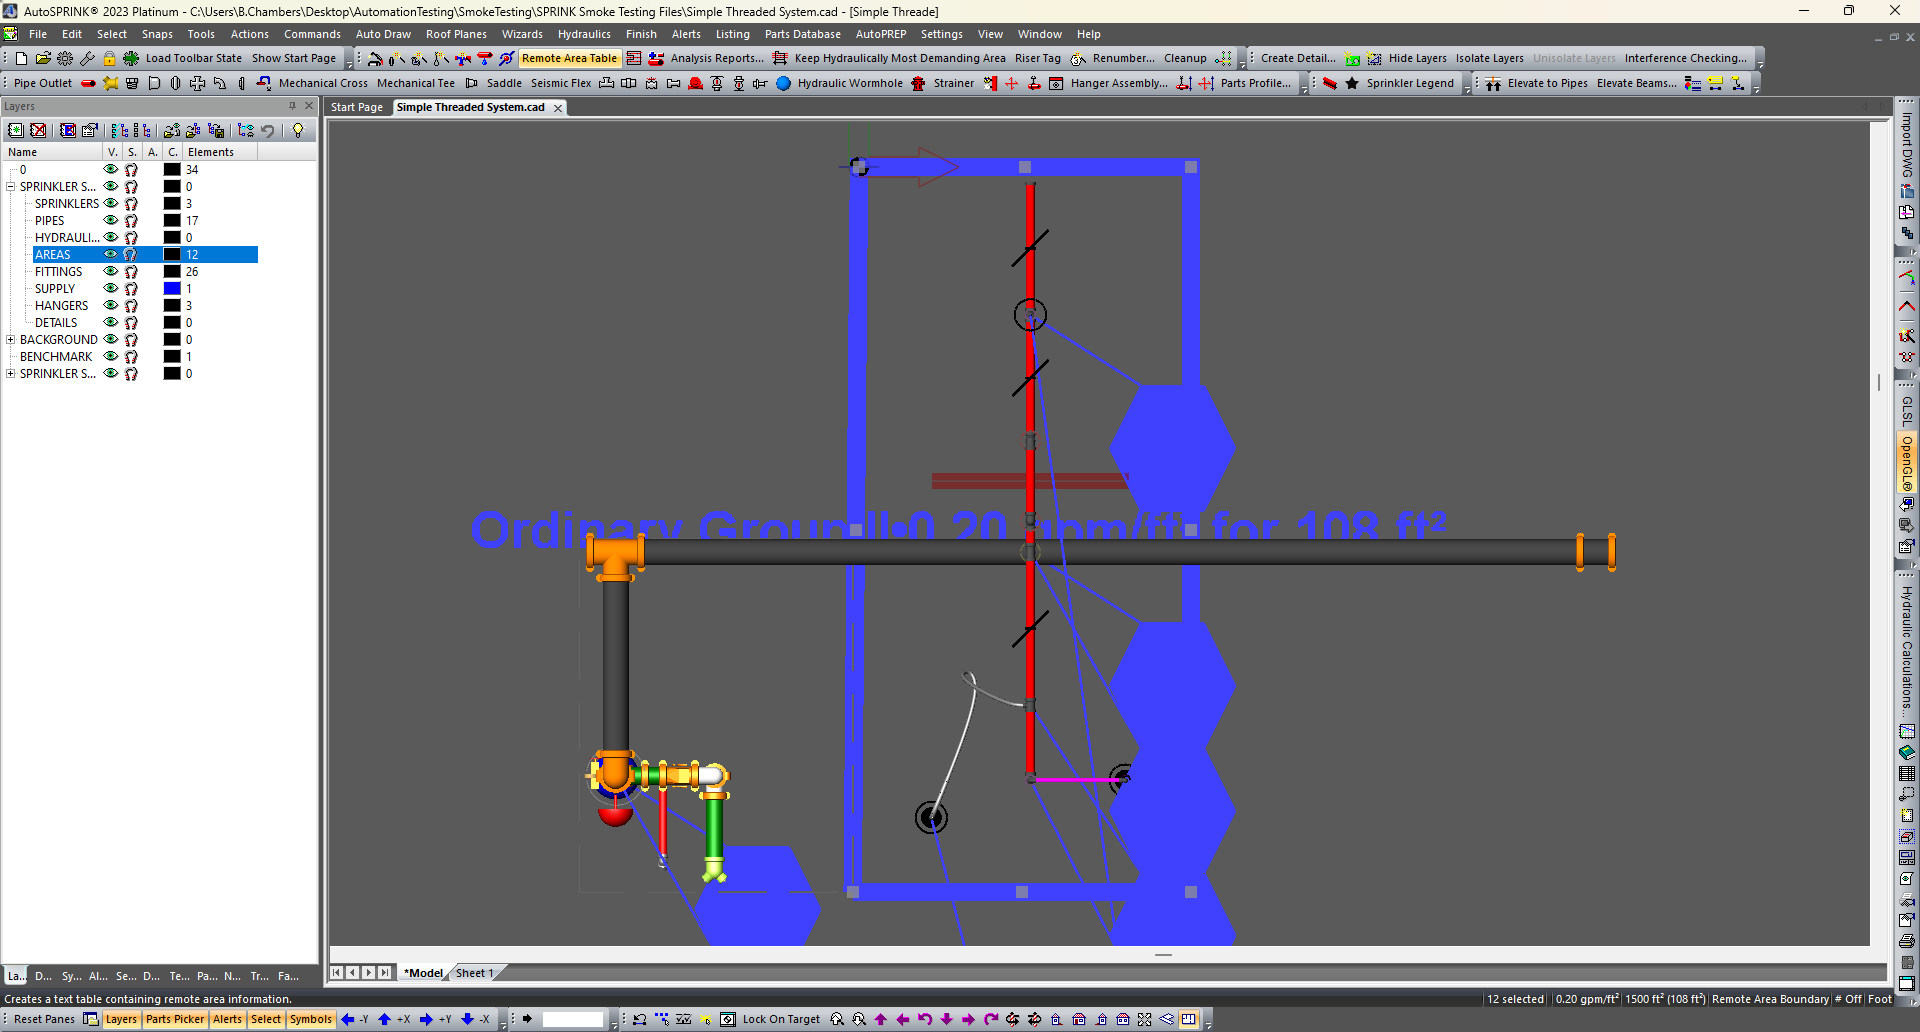 AutoSPRINK® 2023 Platinum - C:\Users\B.Chambers\Desktop\AutomationTesting\SmokeTesting\SPRINK Smoke Testing Files\Simple Threaded System.cad - [Simple Threade]
File Edit Select Snaps Tools Actions Commands Auto Draw Roof Planes Wizards Hydraulics Finish Alerts Listing Parts Database AutoPREP Settings View Window Help
Load Toolbar State Show Start Page Remote Area Table Analysis Reports... Keep Hydraulically Most Demanding Area Riser Tag Renumber... Cleanup Create Detail... Hide Layers Isolate Layers Unisolate Layers Interference Checking...
Pipe Outlet Mechanical Cross Mechanical Tee Saddle Seismic Flex Hydraulic Wormhole Strainer Hanger Assembly... Parts Profile... Sprinkler Legend Elevate to Pipes Elevate Beams...
Layers
Start Page Simple Threaded System.cad
Name V. S. A. C. Elements
0 34
SPRINKLER S... 0
SPRINKLERS 3
PIPES 17
HYDRAULI... 0
AREAS 12
FITTINGS 26
SUPPLY 1
HANGERS 3
DETAILS 0
BACKGROUND 0
BENCHMARK 1
SPRINKLER S... 0
Ordinary Group II•0.20 gpm/ft² for 108 ft²
Import DWG
GLSL
OpenGL®
Hydraulic Calculations...
La... D... Sy... Al... Se... D... Te... Pa... N... Tr... Fa...
*Model Sheet 1
Creates a text table containing remote area information.
12 selected 0.20 gpm/ft² 1500 ft² (108 ft²) Remote Area Boundary # Off Foot
Reset Panes Layers Parts Picker Alerts Select Symbols -Y +X +Y -X Lock On Target